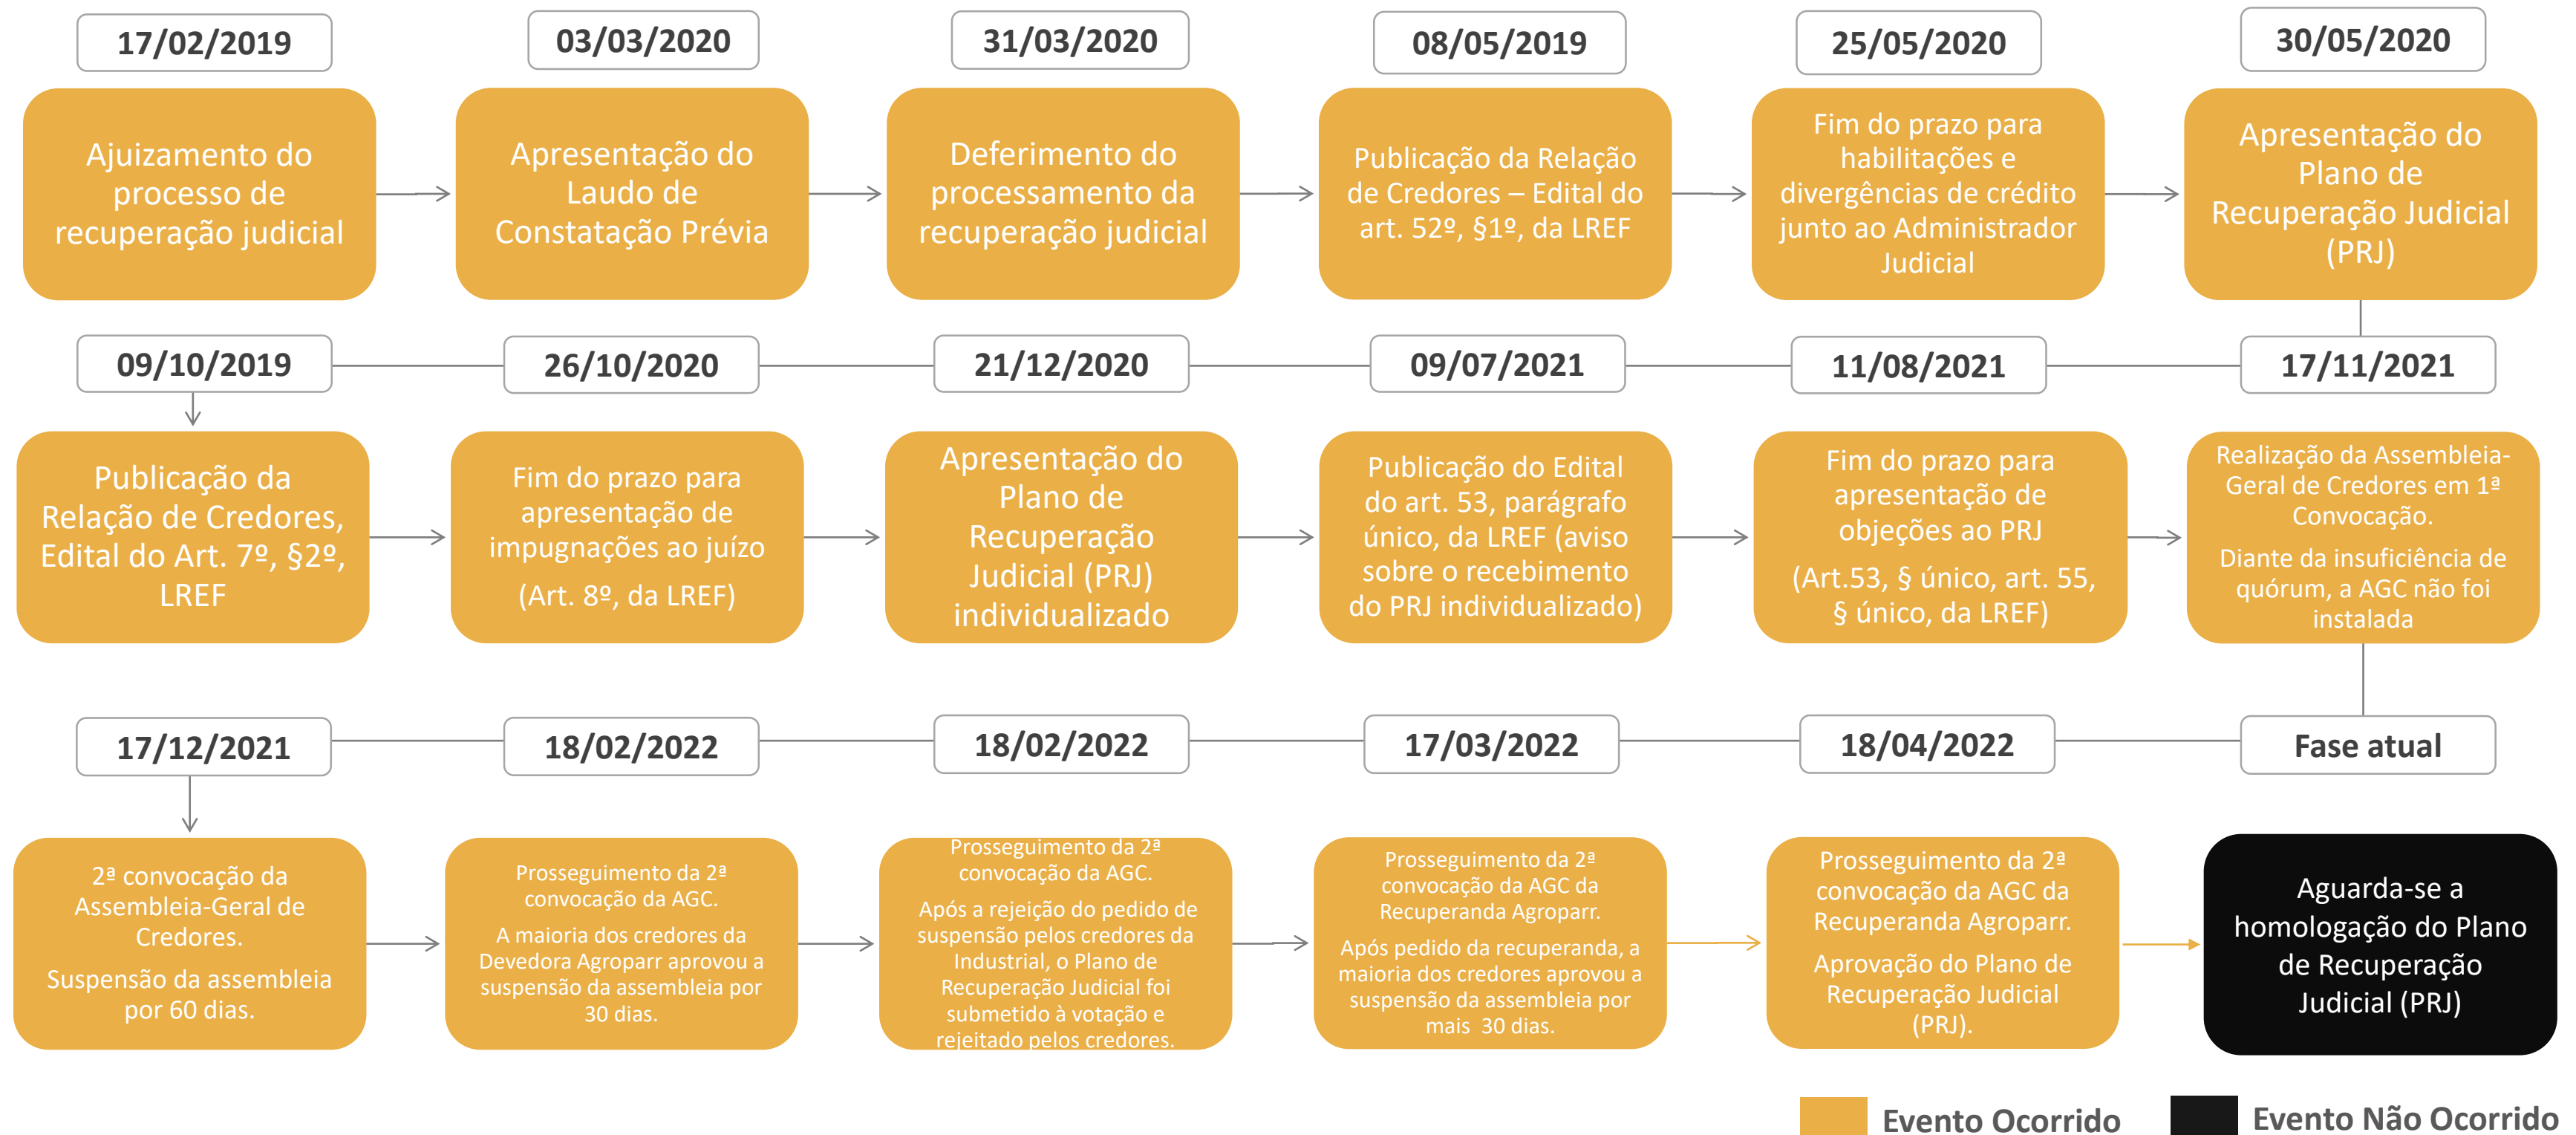 17/02/2019
03/03/2020
31/03/2020
08/05/2019
25/05/2020
30/05/2020
Ajuizamento do
processo de
recuperação judicial
Apresentação do
Laudo de
Constatação Prévia
Deferimento do
processamento da
recuperação judicial
Publicação da Relação
de Credores – Edital do
art. 52º, §1º, da LREF
Fim do prazo para
habilitações e
divergências de crédito
junto ao Administrador
Judicial
Apresentação do
Plano de
Recuperação Judicial
(PRJ)
09/10/2019
26/10/2020
21/12/2020
09/07/2021
11/08/2021
17/11/2021
Publicação da
Relação de Credores,
Edital do Art. 7º, §2º,
LREF
Fim do prazo para
apresentação de
impugnações ao juízo
(Art. 8º, da LREF)
Apresentação do
Plano de
Recuperação
Judicial (PRJ)
individualizado
Publicação do Edital
do art. 53, parágrafo
único, da LREF (aviso
sobre o recebimento
do PRJ individualizado)
Fim do prazo para
apresentação de
objeções ao PRJ
(Art.53, § único, art. 55,
§ único, da LREF)
Realização da Assembleia-
Geral de Credores em 1ª
Convocação.
Diante da insuficiência de
quórum, a AGC não foi
instalada
17/12/2021
18/02/2022
18/02/2022
17/03/2022
18/04/2022
Fase atual
2ª convocação da
Assembleia-Geral de
Credores.
Suspensão da assembleia
por 60 dias.
Prosseguimento da 2ª
convocação da AGC.
A maioria dos credores da
Devedora Agroparr aprovou a
suspensão da assembleia por
30 dias.
Prosseguimento da 2ª
convocação da AGC.
Após a rejeição do pedido de
suspensão pelos credores da
Industrial, o Plano de
Recuperação Judicial foi
submetido à votação e
rejeitado pelos credores.
Prosseguimento da 2ª
convocação da AGC da
Recuperanda Agroparr.
Após pedido da recuperanda, a
maioria dos credores aprovou a
suspensão da assembleia por
mais 30 dias.
Prosseguimento da 2ª
convocação da AGC da
Recuperanda Agroparr.
Aprovação do Plano de
Recuperação Judicial
(PRJ).
Aguarda-se a
homologação do Plano
de Recuperação
Judicial (PRJ)
Evento Ocorrido
Evento Não Ocorrido